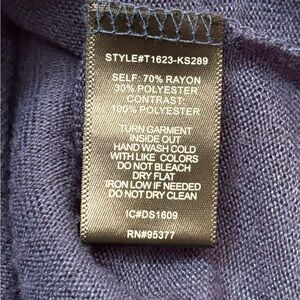 STYLE#T1623-KS289
SELF: 70% RAYON
30% POLYESTER
CONTRAST:
100% POLYESTER
TURN GARMENT
INSIDE OUT
HAND WASH COLD
WITH LIKE COLORS
DO NOT BLEACH
DRY FLAT
IRON LOW IF NEEDED
DO NOT DRY CLEAN
IC#DS1609
RN#95377